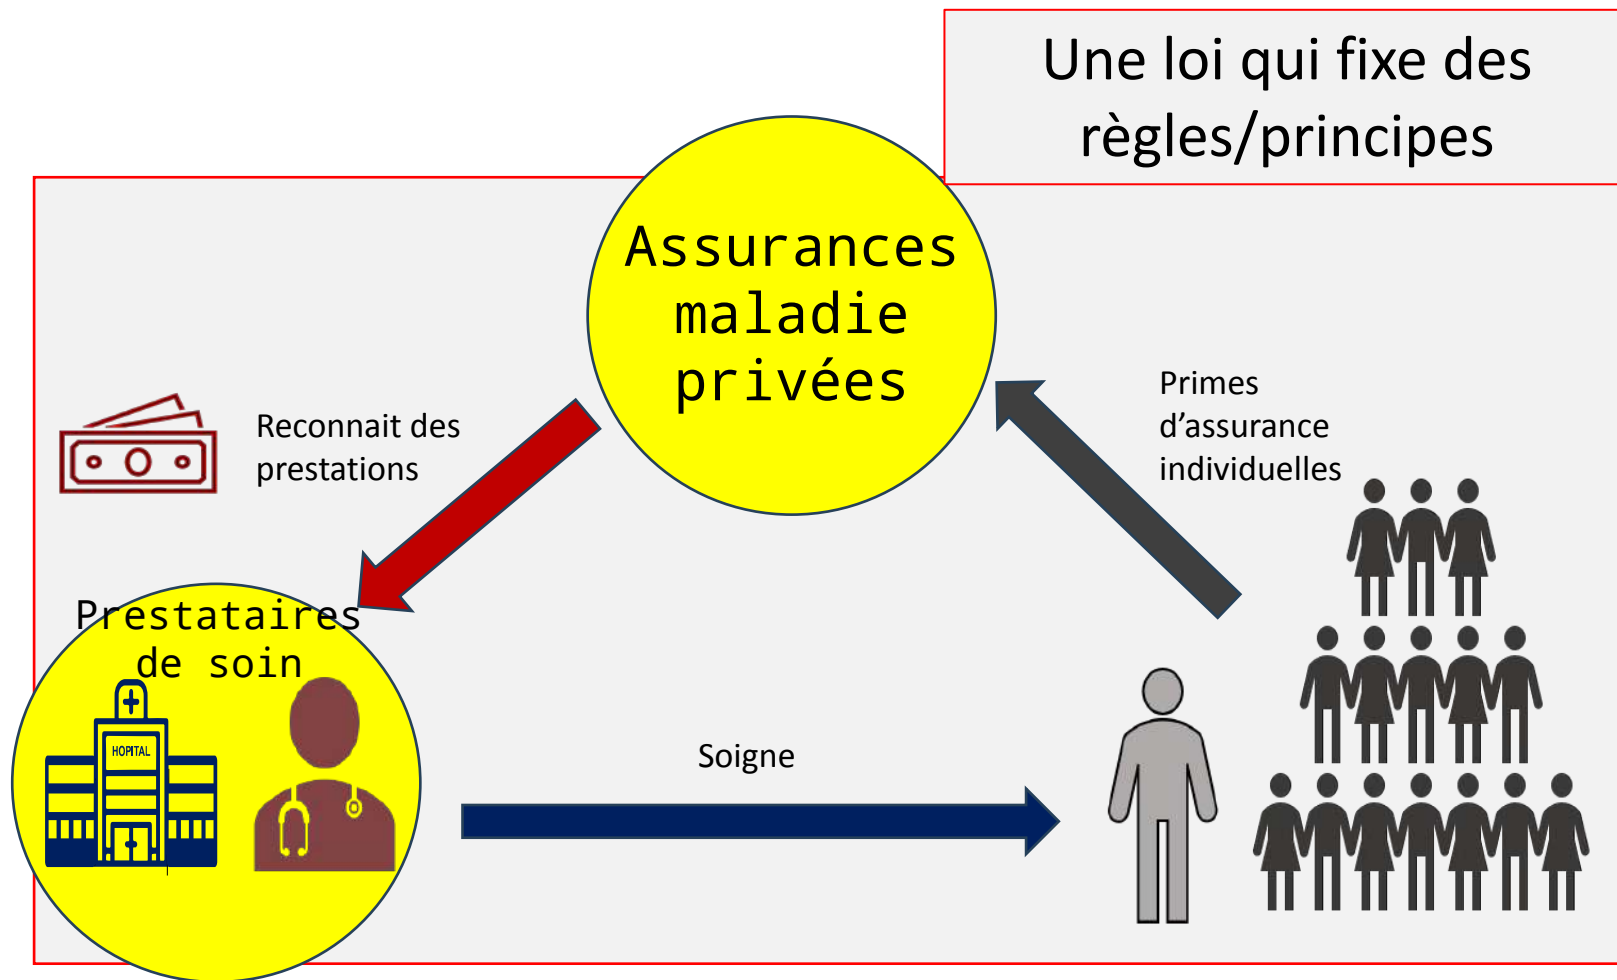 Une loi qui fixe des
règles/principes
Assurances
maladie
privées
Primes
d’assurance
individuelles
Reconnait des
prestations
Prestataires
de soin
HOPITAL
Soigne